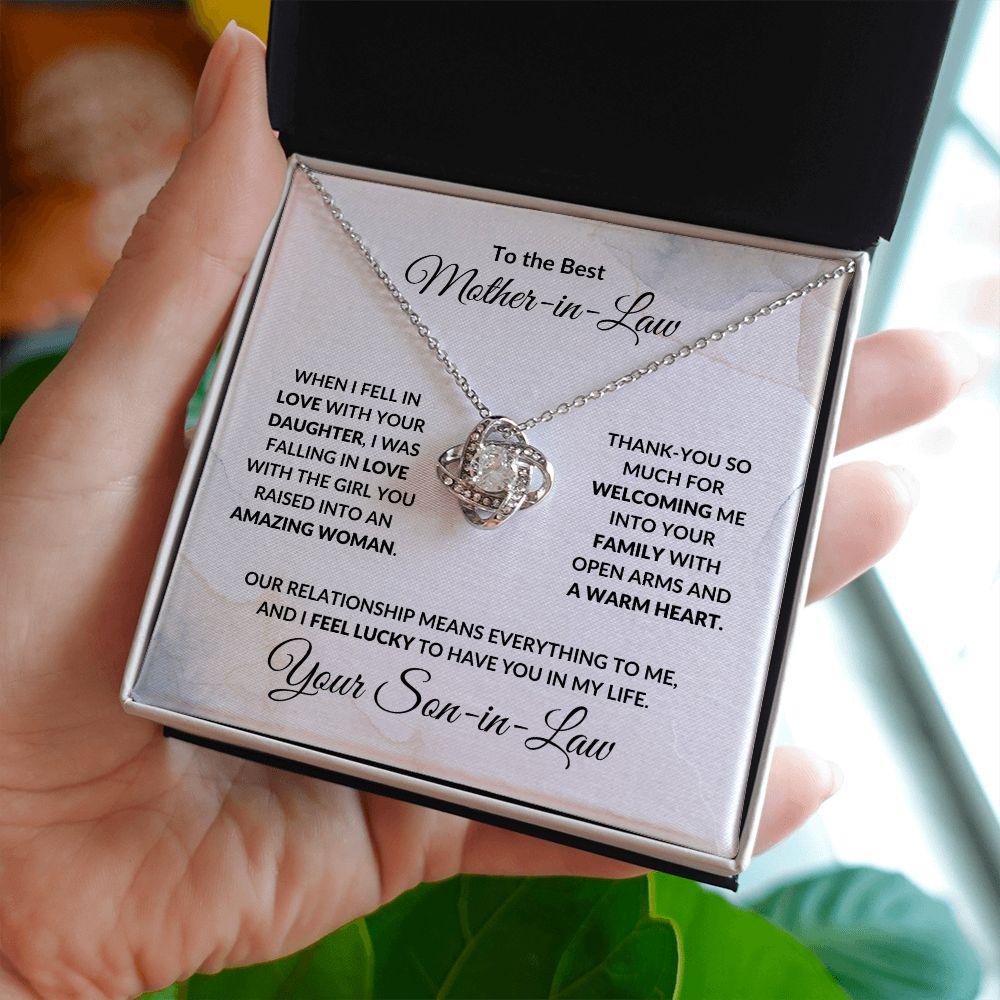 To the Best
Mother-in-Law
WHEN I FELL IN
LOVE WITH YOUR
DAUGHTER, I WAS
FALLING IN LOVE
WITH THE GIRL YOU
RAISED INTO AN
AMAZING WOMAN.
THANK-YOU SO
MUCH FOR
WELCOMING ME
INTO YOUR
FAMILY WITH
OPEN ARMS AND
A WARM HEART.
OUR RELATIONSHIP MEANS EVERYTHING TO ME,
AND I FEEL LUCKY TO HAVE YOU IN MY LIFE.
Your Son-in-Law